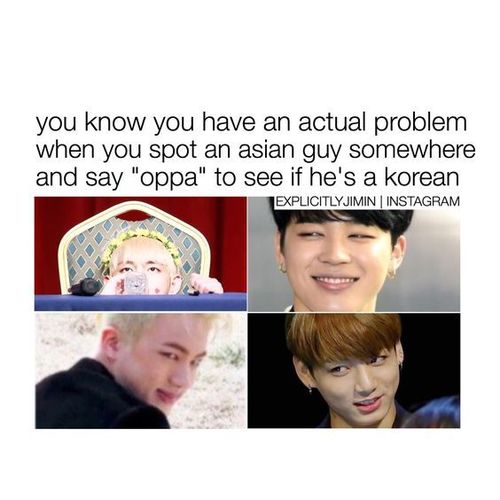 you know you have an actual problem
when you spot an asian guy somewhere
and say "oppa" to see if he's a korean
EXPLICITLYJIMIN | INSTAGRAM